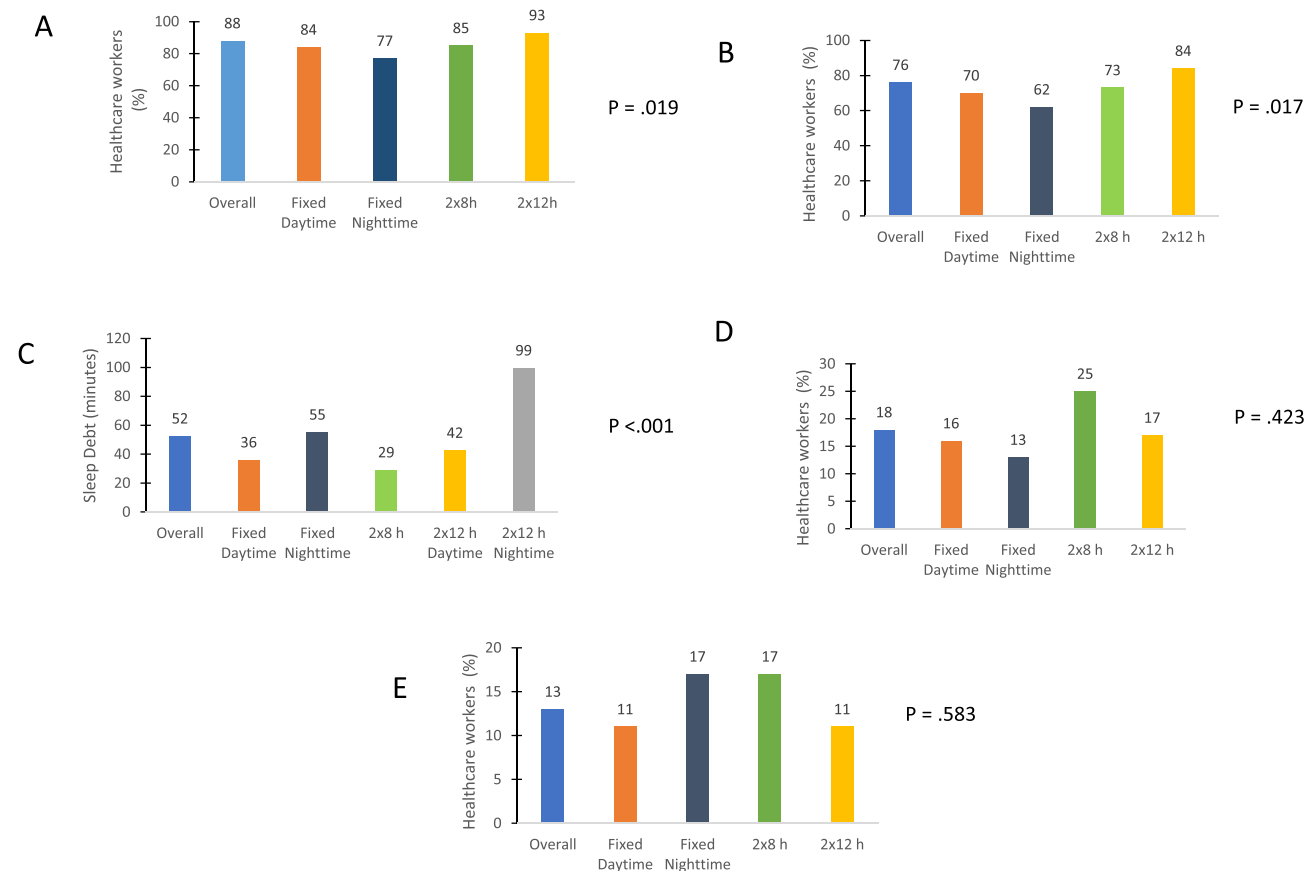 A
Healthcare workers
(%)
100
80
60
40
20
0
88
84
77
85
93
Overall
Fixed
Daytime
Fixed
Nighttime
2x8h
2x12h
P = .019
B
Healthcare workers (%)
100
80
60
40
20
0
76
70
62
73
84
Overall
Fixed
Daytime
Fixed
Nighttime
2x8 h
2x12 h
P = .017
C
Sleep Debt (minutes)
120
100
80
60
40
20
0
52
36
55
29
42
99
Overall
Fixed
Daytime
Fixed
Nighttime
2x8 h
2x12 h
Daytime
2x12 h
Nightime
P <.001
D
Healthcare workers (%)
30
25
20
15
10
5
0
18
16
13
25
17
Overall
Fixed
Daytime
Fixed
Nighttime
2x8 h
2x12 h
P = .423
E
Healthcare workers (%)
20
15
10
5
0
13
11
17
17
11
Overall
Fixed
Daytime
Fixed
Nighttime
2x8 h
2x12 h
P = .583